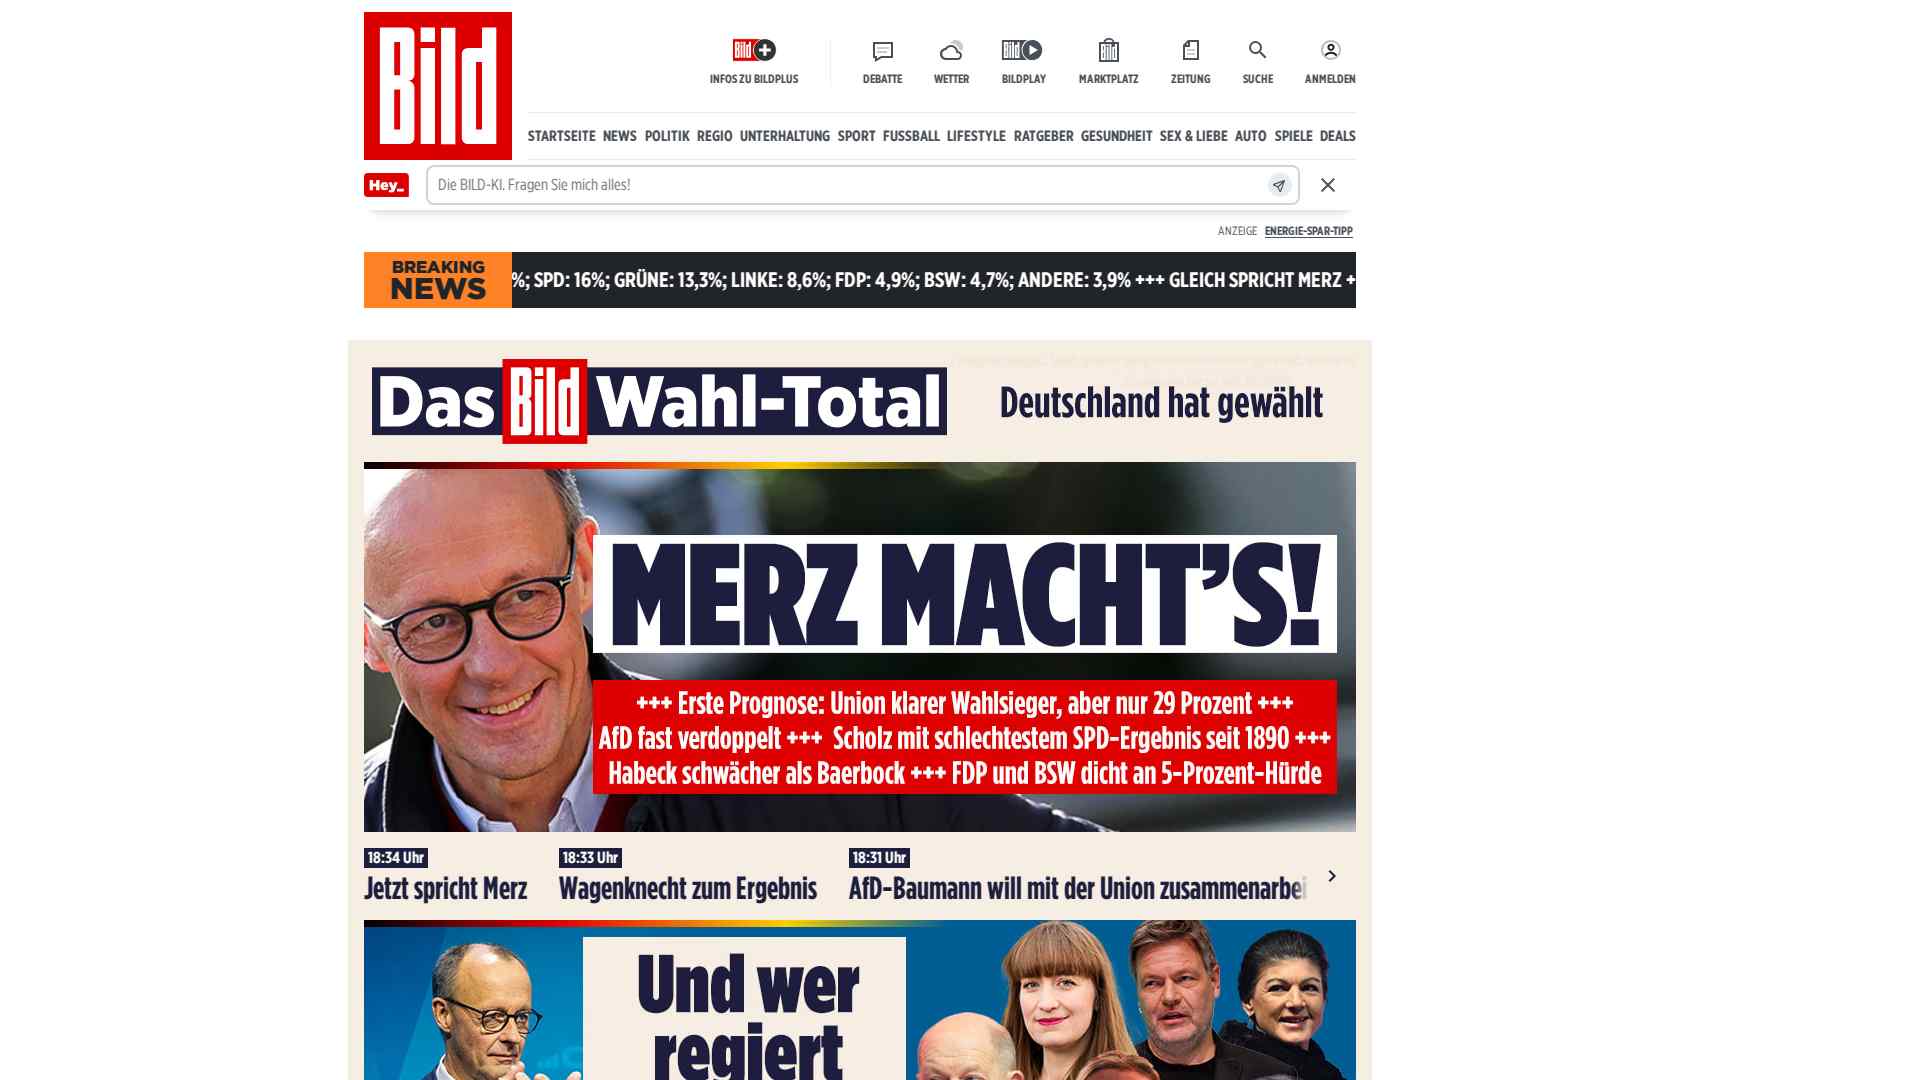 Bild
Bild
INFOS ZU BILDPLUS
DEBATTE
WETTER
Bild
BILDPLAY
Bild
MARKTPLATZ
ZEITUNG
SUCHE
ANMELDEN
STARTSEITE NEWS POLITIK REGIO UNTERHALTUNG SPORT FUSSBALL LIFESTYLE RATGEBER GESUNDHEIT SEX & LIEBE AUTO SPIELE DEALS
Hey_
Die BILD-KI. Fragen Sie mich alles!
ANZEIGE ENERGIE-SPAR-TIPP
BREAKING
NEWS
%; SPD: 16%; GRÜNE: 13,3%; LINKE: 8,6%; FDP: 4,9%; BSW: 4,7%; ANDERE: 3,9% +++ GLEICH SPRICHT MERZ +
Das Bild Wahl-Total
Deutschland hat gewählt
MERZ MACHT'S!
+++ Erste Prognose: Union klarer Wahlsieger, aber nur 29 Prozent +++
AfD fast verdoppelt +++ Scholz mit schlechtestem SPD-Ergebnis seit 1890 +++
Habeck schwächer als Baerbock +++ FDP und BSW dicht an 5-Prozent-Hürde
18:34 Uhr
Jetzt spricht Merz
18:33 Uhr
Wagenknecht zum Ergebnis
18:31 Uhr
AfD-Baumann will mit der Union zusammenarbei
Und wer
regiert